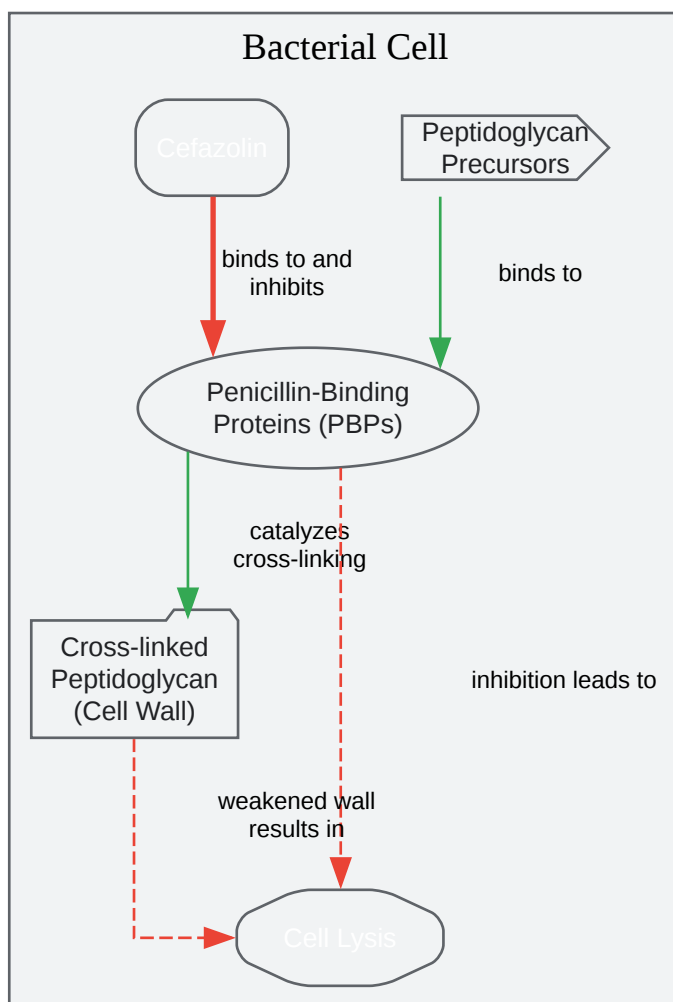 Bacterial Cell
Cefazolin
Peptidoglycan
Precursors
binds to and
inhibits
binds to
Penicillin-Binding
Proteins (PBPs)
catalyzes
cross-linking
Cross-linked
Peptidoglycan
(Cell Wall)
inhibition leads to
weakened wall
results in
Cell Lysis